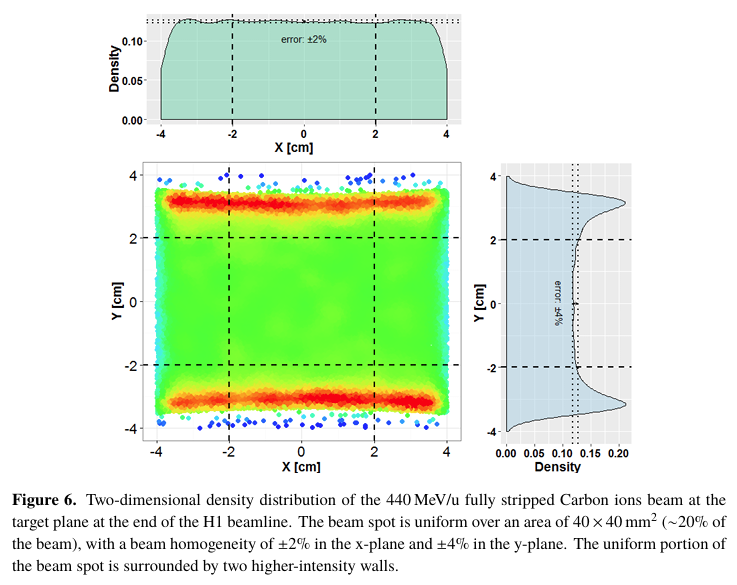 Density
0.10
0.05
0.00
error: ±2%
-4
-2
0
2
4
X [cm]
Y [cm]
4
2
0
-2
-4
-4
-2
0
2
4
X [cm]
Y [cm]
4
2
0
-2
-4
error: ±4%
0.00 0.05 0.10 0.15 0.20
Density
Figure 6. Two-dimensional density distribution of the 440 MeV/u fully stripped Carbon ions beam at the
target plane at the end of the H1 beamline. The beam spot is uniform over an area of 40 × 40 mm² (~20% of
the beam), with a beam homogeneity of ±2% in the x-plane and ±4% in the y-plane. The uniform portion of
the beam spot is surrounded by two higher-intensity walls.